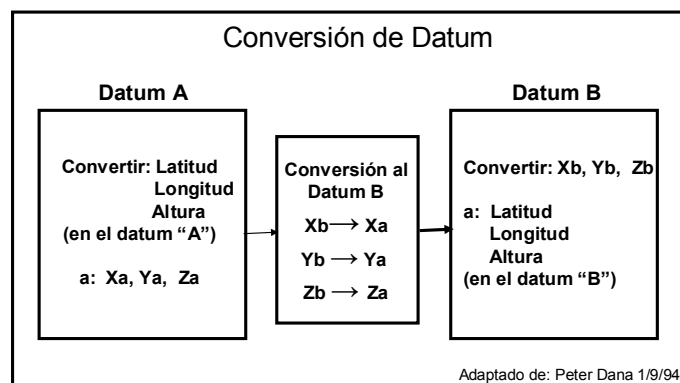 Conversión de Datum
Datum A
Convertir: Latitud
Longitud
Altura
(en el datum “A”)
a: Xa, Ya, Za
Conversión al
Datum B
Xb → Xa
Yb → Ya
Zb → Za
Datum B
Convertir: Xb, Yb, Zb
a: Latitud
Longitud
Altura
(en el datum “B”)
Adaptado de: Peter Dana 1/9/94